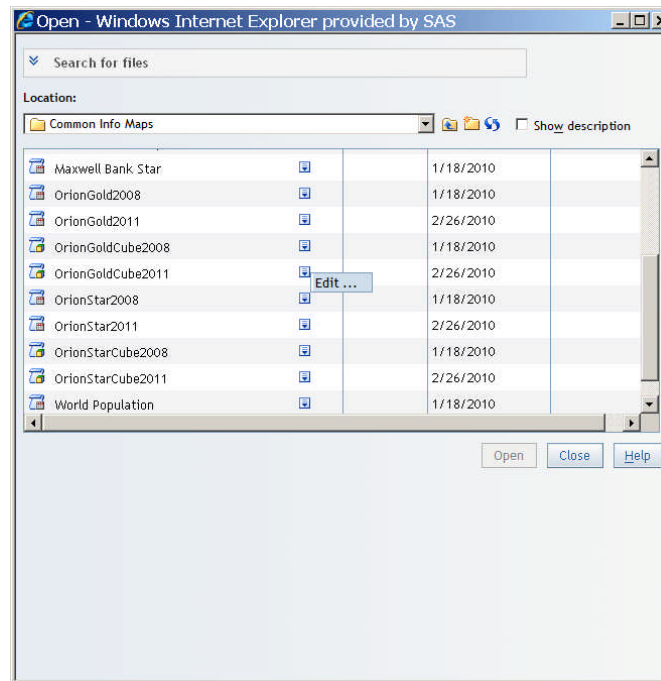 Open - Windows Internet Explorer provided by SAS
Search for files
Location:
Common Info Maps
Show description
Maxwell Bank Star 1/18/2010
OrionGold2008 1/18/2010
OrionGold2011 2/26/2010
OrionGoldCube2008 1/18/2010
OrionGoldCube2011 2/26/2010
Edit ...
OrionStar2008 1/18/2010
OrionStar2011 2/26/2010
OrionStarCube2008 1/18/2010
OrionStarCube2011 2/26/2010
World Population 1/18/2010
Open Close Help